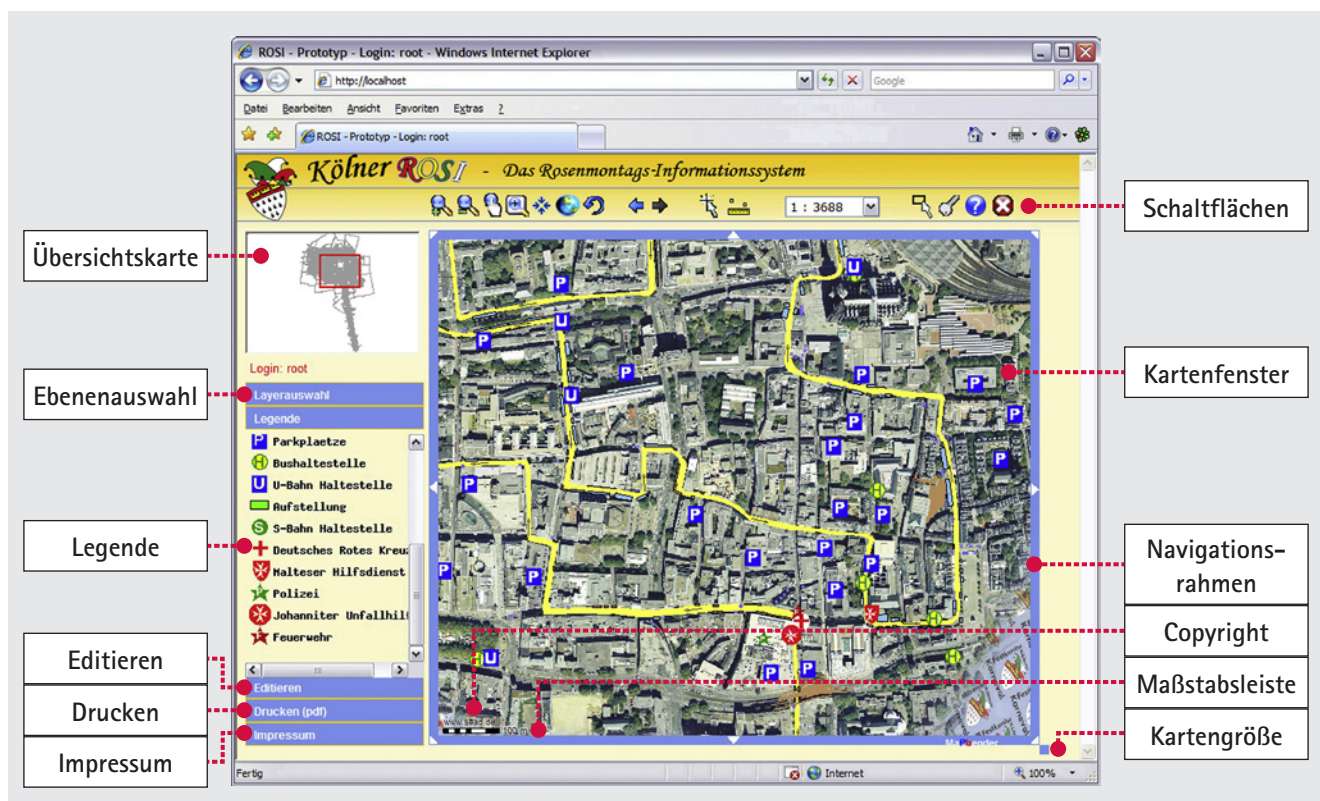 ROSI - Prototyp - Login: root - Windows Internet Explorer
http://localhost
Google
Datei Bearbeiten Ansicht Favoriten Extras ?
ROSI - Prototyp - Login: root
Kölner ROSI - Das Rosenmontags-Informationssystem
1 : 3688
Schaltflächen
Übersichtskarte
Login: root
Ebenenauswahl
Layerauswahl
Kartenfenster
Legende
P Parkplaetze
H Bushaltestelle
U U-Bahn Haltestelle
Aufstellung
S S-Bahn Haltestelle
Legende
Deutsches Rotes Kreuz
Malteser Hilfsdienst
Polizei
Johanniter Unfallhil
Feuerwehr
Navigations-
rahmen
Copyright
Maßstabsleiste
Kartengröße
Editieren
Editieren
Drucken
Drucken (pdf)
Impressum
Impressum
100 m
Mapbender
Fertig
Internet
100%